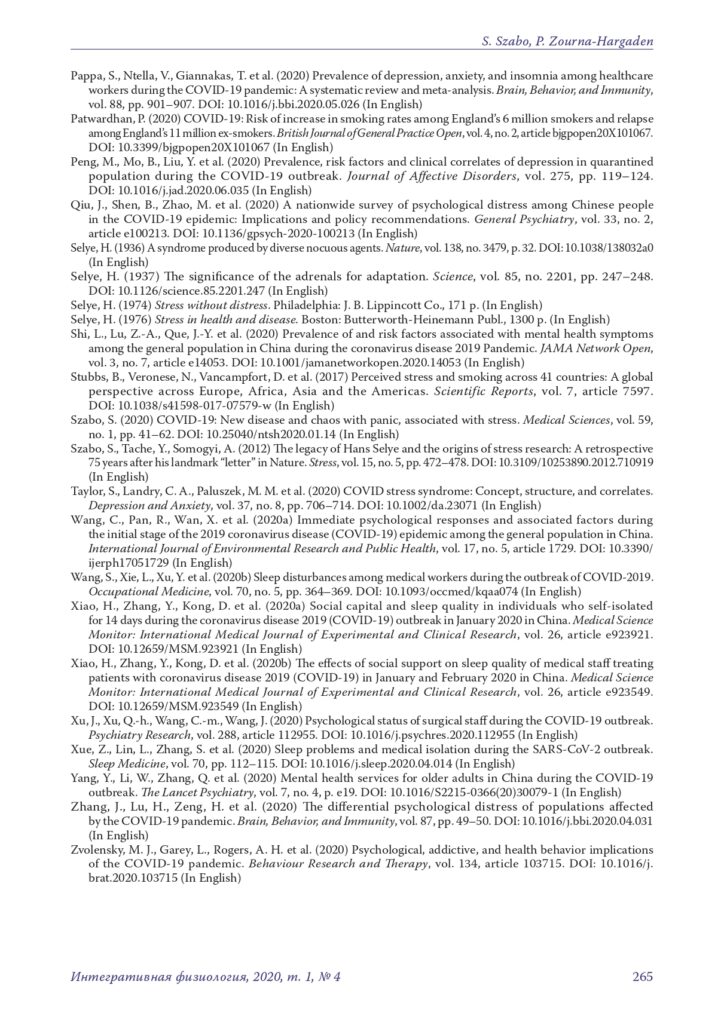 S. Szabo, P. Zourna-Hargaden
Pappa, S., Ntella, V., Giannakas, T. et al. (2020) Prevalence of depression, anxiety, and insomnia among healthcare
workers during the COVID-19 pandemic: A systematic review and meta-analysis. Brain, Behavior, and Immunity,
vol. 88, pp. 901–907. DOI: 10.1016/j.bbi.2020.05.026 (In English)
Patwardhan, P. (2020) COVID-19: Risk of increase in smoking rates among England's 6 million smokers and relapse
among England's 11 million ex-smokers. British Journal of General Practice Open, vol. 4, no. 2, article bjgpopen20X101067.
DOI: 10.3399/bjgpopen20X101067 (In English)
Peng, M., Mo, B., Liu, Y. et al. (2020) Prevalence, risk factors and clinical correlates of depression in quarantined
population during the COVID-19 outbreak. Journal of Affective Disorders, vol. 275, pp. 119–124.
DOI: 10.1016/j.jad.2020.06.035 (In English)
Qiu, J., Shen, B., Zhao, M. et al. (2020) A nationwide survey of psychological distress among Chinese people
in the COVID-19 epidemic: Implications and policy recommendations. General Psychiatry, vol. 33, no. 2,
article e100213. DOI: 10.1136/gpsych-2020-100213 (In English)
Selye, H. (1936) A syndrome produced by diverse nocuous agents. Nature, vol. 138, no. 3479, p. 32. DOI: 10.1038/138032a0
(In English)
Selye, H. (1937) The significance of the adrenals for adaptation. Science, vol. 85, no. 2201, pp. 247–248.
DOI: 10.1126/science.85.2201.247 (In English)
Selye, H. (1974) Stress without distress. Philadelphia: J. B. Lippincott Co., 171 p. (In English)
Selye, H. (1976) Stress in health and disease. Boston: Butterworth-Heinemann Publ., 1300 p. (In English)
Shi, L., Lu, Z.-A., Que, J.-Y. et al. (2020) Prevalence of and risk factors associated with mental health symptoms
among the general population in China during the coronavirus disease 2019 Pandemic. JAMA Network Open,
vol. 3, no. 7, article e14053. DOI: 10.1001/jamanetworkopen.2020.14053 (In English)
Stubbs, B., Veronese, N., Vancampfort, D. et al. (2017) Perceived stress and smoking across 41 countries: A global
perspective across Europe, Africa, Asia and the Americas. Scientific Reports, vol. 7, article 7597.
DOI: 10.1038/s41598-017-07579-w (In English)
Szabo, S. (2020) COVID-19: New disease and chaos with panic, associated with stress. Medical Sciences, vol. 59,
no. 1, pp. 41–62. DOI: 10.25040/ntsh2020.01.14 (In English)
Szabo, S., Tache, Y., Somogyi, A. (2012) The legacy of Hans Selye and the origins of stress research: A retrospective
75 years after his landmark “letter” in Nature. Stress, vol. 15, no. 5, pp. 472–478. DOI: 10.3109/10253890.2012.710919
(In English)
Taylor, S., Landry, C. A., Paluszek, M. M. et al. (2020) COVID stress syndrome: Concept, structure, and correlates.
Depression and Anxiety, vol. 37, no. 8, pp. 706–714. DOI: 10.1002/da.23071 (In English)
Wang, C., Pan, R., Wan, X. et al. (2020a) Immediate psychological responses and associated factors during
the initial stage of the 2019 coronavirus disease (COVID-19) epidemic among the general population in China.
International Journal of Environmental Research and Public Health, vol. 17, no. 5, article 1729. DOI: 10.3390/
ijerph17051729 (In English)
Wang, S., Xie, L., Xu, Y. et al. (2020b) Sleep disturbances among medical workers during the outbreak of COVID-2019.
Occupational Medicine, vol. 70, no. 5, pp. 364–369. DOI: 10.1093/occmed/kqaa074 (In English)
Xiao, H., Zhang, Y., Kong, D. et al. (2020a) Social capital and sleep quality in individuals who self-isolated
for 14 days during the coronavirus disease 2019 (COVID-19) outbreak in January 2020 in China. Medical Science
Monitor: International Medical Journal of Experimental and Clinical Research, vol. 26, article e923921.
DOI: 10.12659/MSM.923921 (In English)
Xiao, H., Zhang, Y., Kong, D. et al. (2020b) The effects of social support on sleep quality of medical staff treating
patients with coronavirus disease 2019 (COVID-19) in January and February 2020 in China. Medical Science
Monitor: International Medical Journal of Experimental and Clinical Research, vol. 26, article e923549.
DOI: 10.12659/MSM.923549 (In English)
Xu, J., Xu, Q.-h., Wang, C.-m., Wang, J. (2020) Psychological status of surgical staff during the COVID-19 outbreak.
Psychiatry Research, vol. 288, article 112955. DOI: 10.1016/j.psychres.2020.112955 (In English)
Xue, Z., Lin, L., Zhang, S. et al. (2020) Sleep problems and medical isolation during the SARS-CoV-2 outbreak.
Sleep Medicine, vol. 70, pp. 112–115. DOI: 10.1016/j.sleep.2020.04.014 (In English)
Yang, Y., Li, W., Zhang, Q. et al. (2020) Mental health services for older adults in China during the COVID-19
outbreak. The Lancet Psychiatry, vol. 7, no. 4, p. e19. DOI: 10.1016/S2215-0366(20)30079-1 (In English)
Zhang, J., Lu, H., Zeng, H. et al. (2020) The differential psychological distress of populations affected
by the COVID-19 pandemic. Brain, Behavior, and Immunity, vol. 87, pp. 49–50. DOI: 10.1016/j.bbi.2020.04.031
(In English)
Zvolensky, M. J., Garey, L., Rogers, A. H. et al. (2020) Psychological, addictive, and health behavior implications
of the COVID-19 pandemic. Behaviour Research and Therapy, vol. 134, article 103715. DOI: 10.1016/j.
brat.2020.103715 (In English)
Интегративная физиология, 2020, т. 1, № 4
265